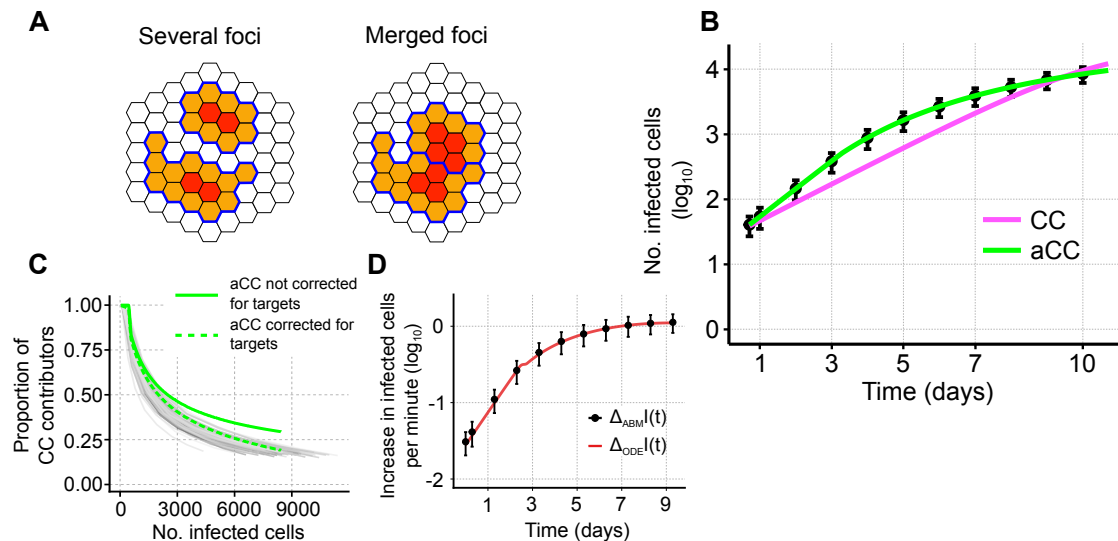 A
Several foci
Merged foci
B
No. infected cells
(log10)
4
3
2
1
0
CC
aCC
1
3
5
7
10
Time (days)
C
Proportion of
CC contributors
1.00
0.75
0.50
0.25
0.00
aCC not corrected
for targets
aCC corrected for
targets
0
3000
6000
9000
No. infected cells
D
Increase in infected cells
per minute (log10)
0
-1
-2
Δ_ABM I(t)
Δ_ODE I(t)
1
3
5
7
9
Time (days)